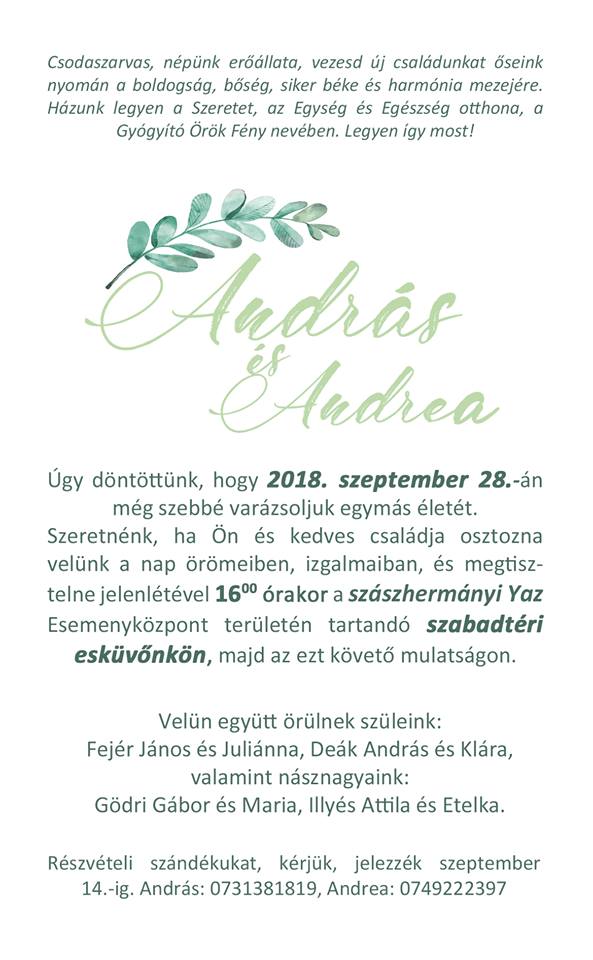 Csodaszarvas, népünk erőállata, vezesd új családunkat őseink
nyomán a boldogság, bőség, siker béke és harmónia mezejére.
Házunk legyen a Szeretet, az Egység és Egészség otthona, a
Gyógyító Örök Fény nevében. Legyen így most!
András
és
Andrea
Úgy döntöttünk, hogy 2018. szeptember 28.-án
még szebbé varázsoljuk egymás életét.
Szeretnénk, ha Ön és kedves családja osztozna
velünk a nap örömeiben, izgalmaiban, és megtisz-
telne jelenlétével 16⁰⁰ órakor a szászhermányi Yaz
Esemenyközpont területén tartandó szabadtéri
esküvőnkön, majd az ezt követő mulatságon.
Velün együtt örülnek szüleink:
Fejér János és Juliánna, Deák András és Klára,
valamint násznagyaink:
Gödri Gábor és Maria, Illyés Attila és Etelka.
Részvételi szándékukat, kérjük, jelezzék szeptember
14.-ig. András: 0731381819, Andrea: 0749222397